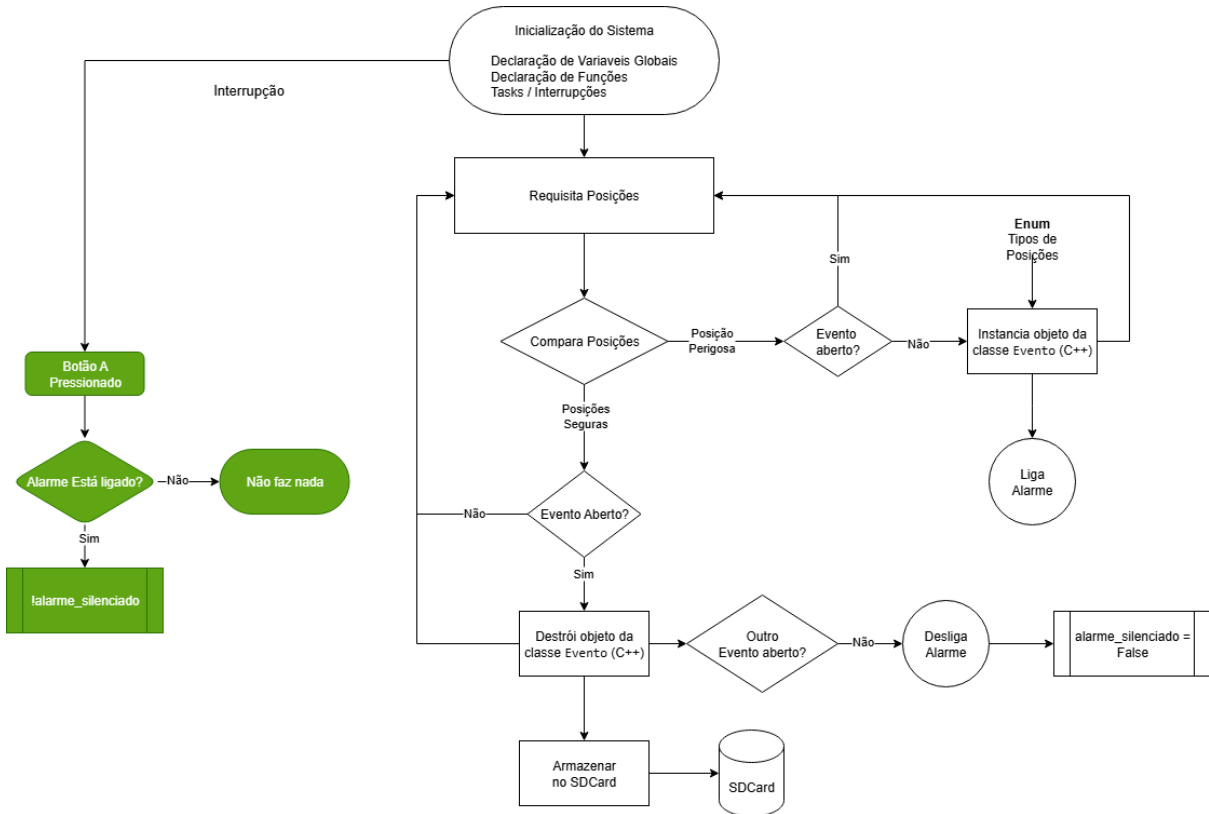 Inicialização do Sistema
Declaração de Variaveis Globais
Declaração de Funções
Tasks / Interrupções
Interrupção
Requisita Posições
Enum
Tipos de
Posições
Sim
Compara Posições
Posição
Perigosa
Evento
aberto?
Não
Instancia objeto da
classe Evento (C++)
Botão A
Pressionado
Posições
Seguras
Liga
Alarme
Alarme Está ligado?
Não
Não faz nada
Não
Evento Aberto?
Sim
Sim
!alarme_silenciado
Destrói objeto da
classe Evento (C++)
Outro
Evento aberto?
Não
Desliga
Alarme
alarme_silenciado =
False
Armazenar
no SDCard
SDCard